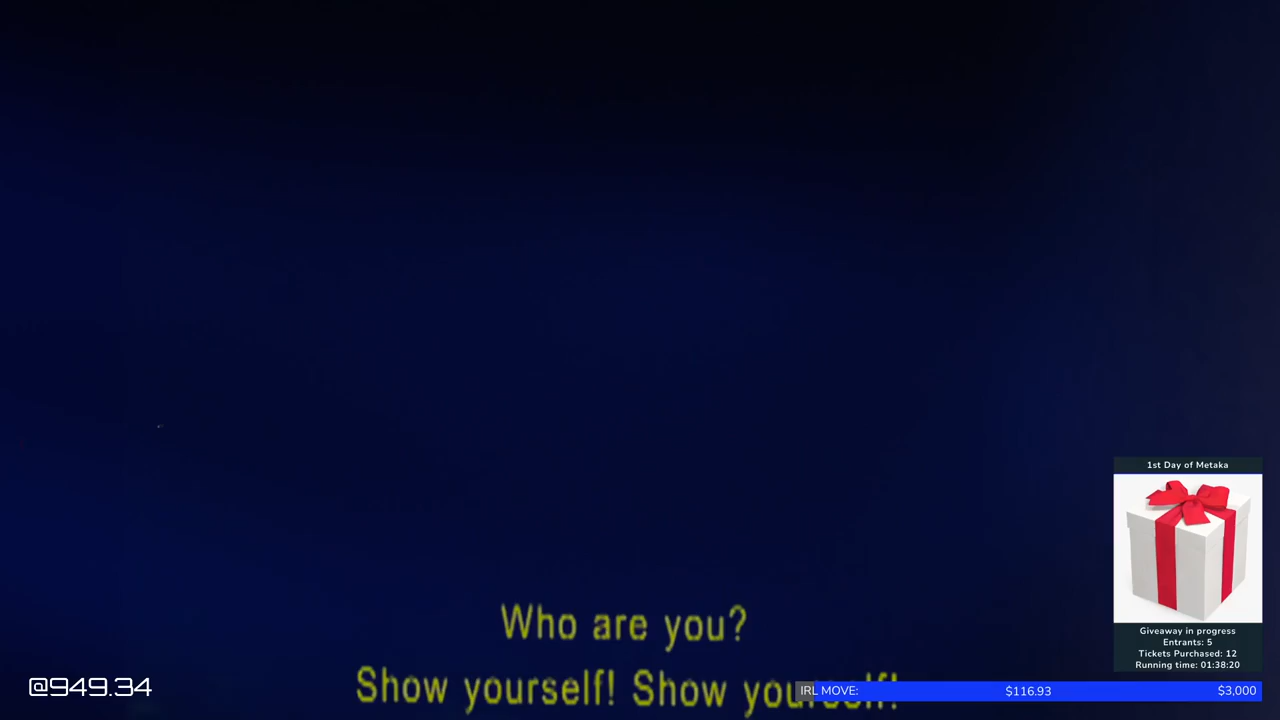 1st Day of Metaka
Giveaway in progress
Entrants: 5
Tickets Purchased: 12
Running time: 01:38:20
Who are you?
Show yourself! Show yourself!
@949.34
IRL MOVE: $116.93 $3,000